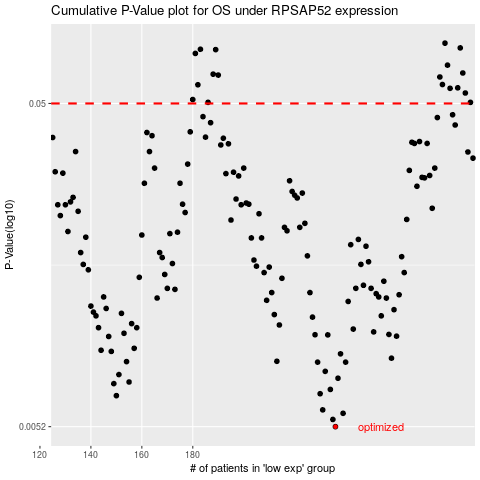 Cumulative P-Value plot for OS under RPSAP52 expression
P-Value(log10)
0.05
0.0052
optimized
120 140 160 180
# of patients in 'low exp' group